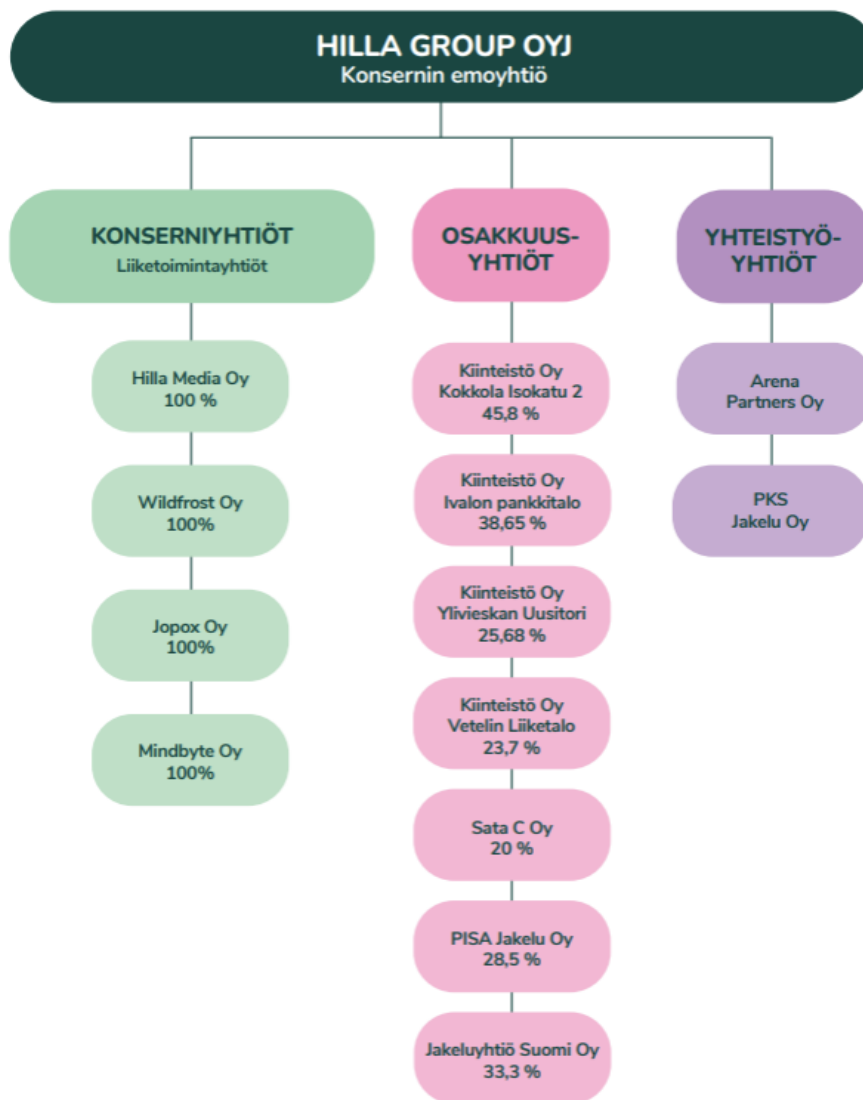 HILLA GROUP OYJ
Konsernin emoyhtiö
KONSERNIYHTIÖT
Liiketoimintayhtiöt
Hilla Media Oy
100 %
Wildfrost Oy
100%
Jopox Oy
100%
Mindbyte Oy
100%
OSAKKUUS-
YHTIÖT
Kiinteistö Oy
Kokkola Isokatu 2
45,8 %
Kiinteistö Oy
Ivalon pankkitalo
38,65 %
Kiinteistö Oy
Ylivieskan Uusitori
25,68 %
Kiinteistö Oy
Vetelin Liiketalo
23,7 %
Sata C Oy
20 %
PISA Jakelu Oy
28,5 %
Jakeluyhtiö Suomi Oy
33,3 %
YHTEISTYÖ-
YHTIÖT
Arena
Partners Oy
PKS
Jakelu Oy